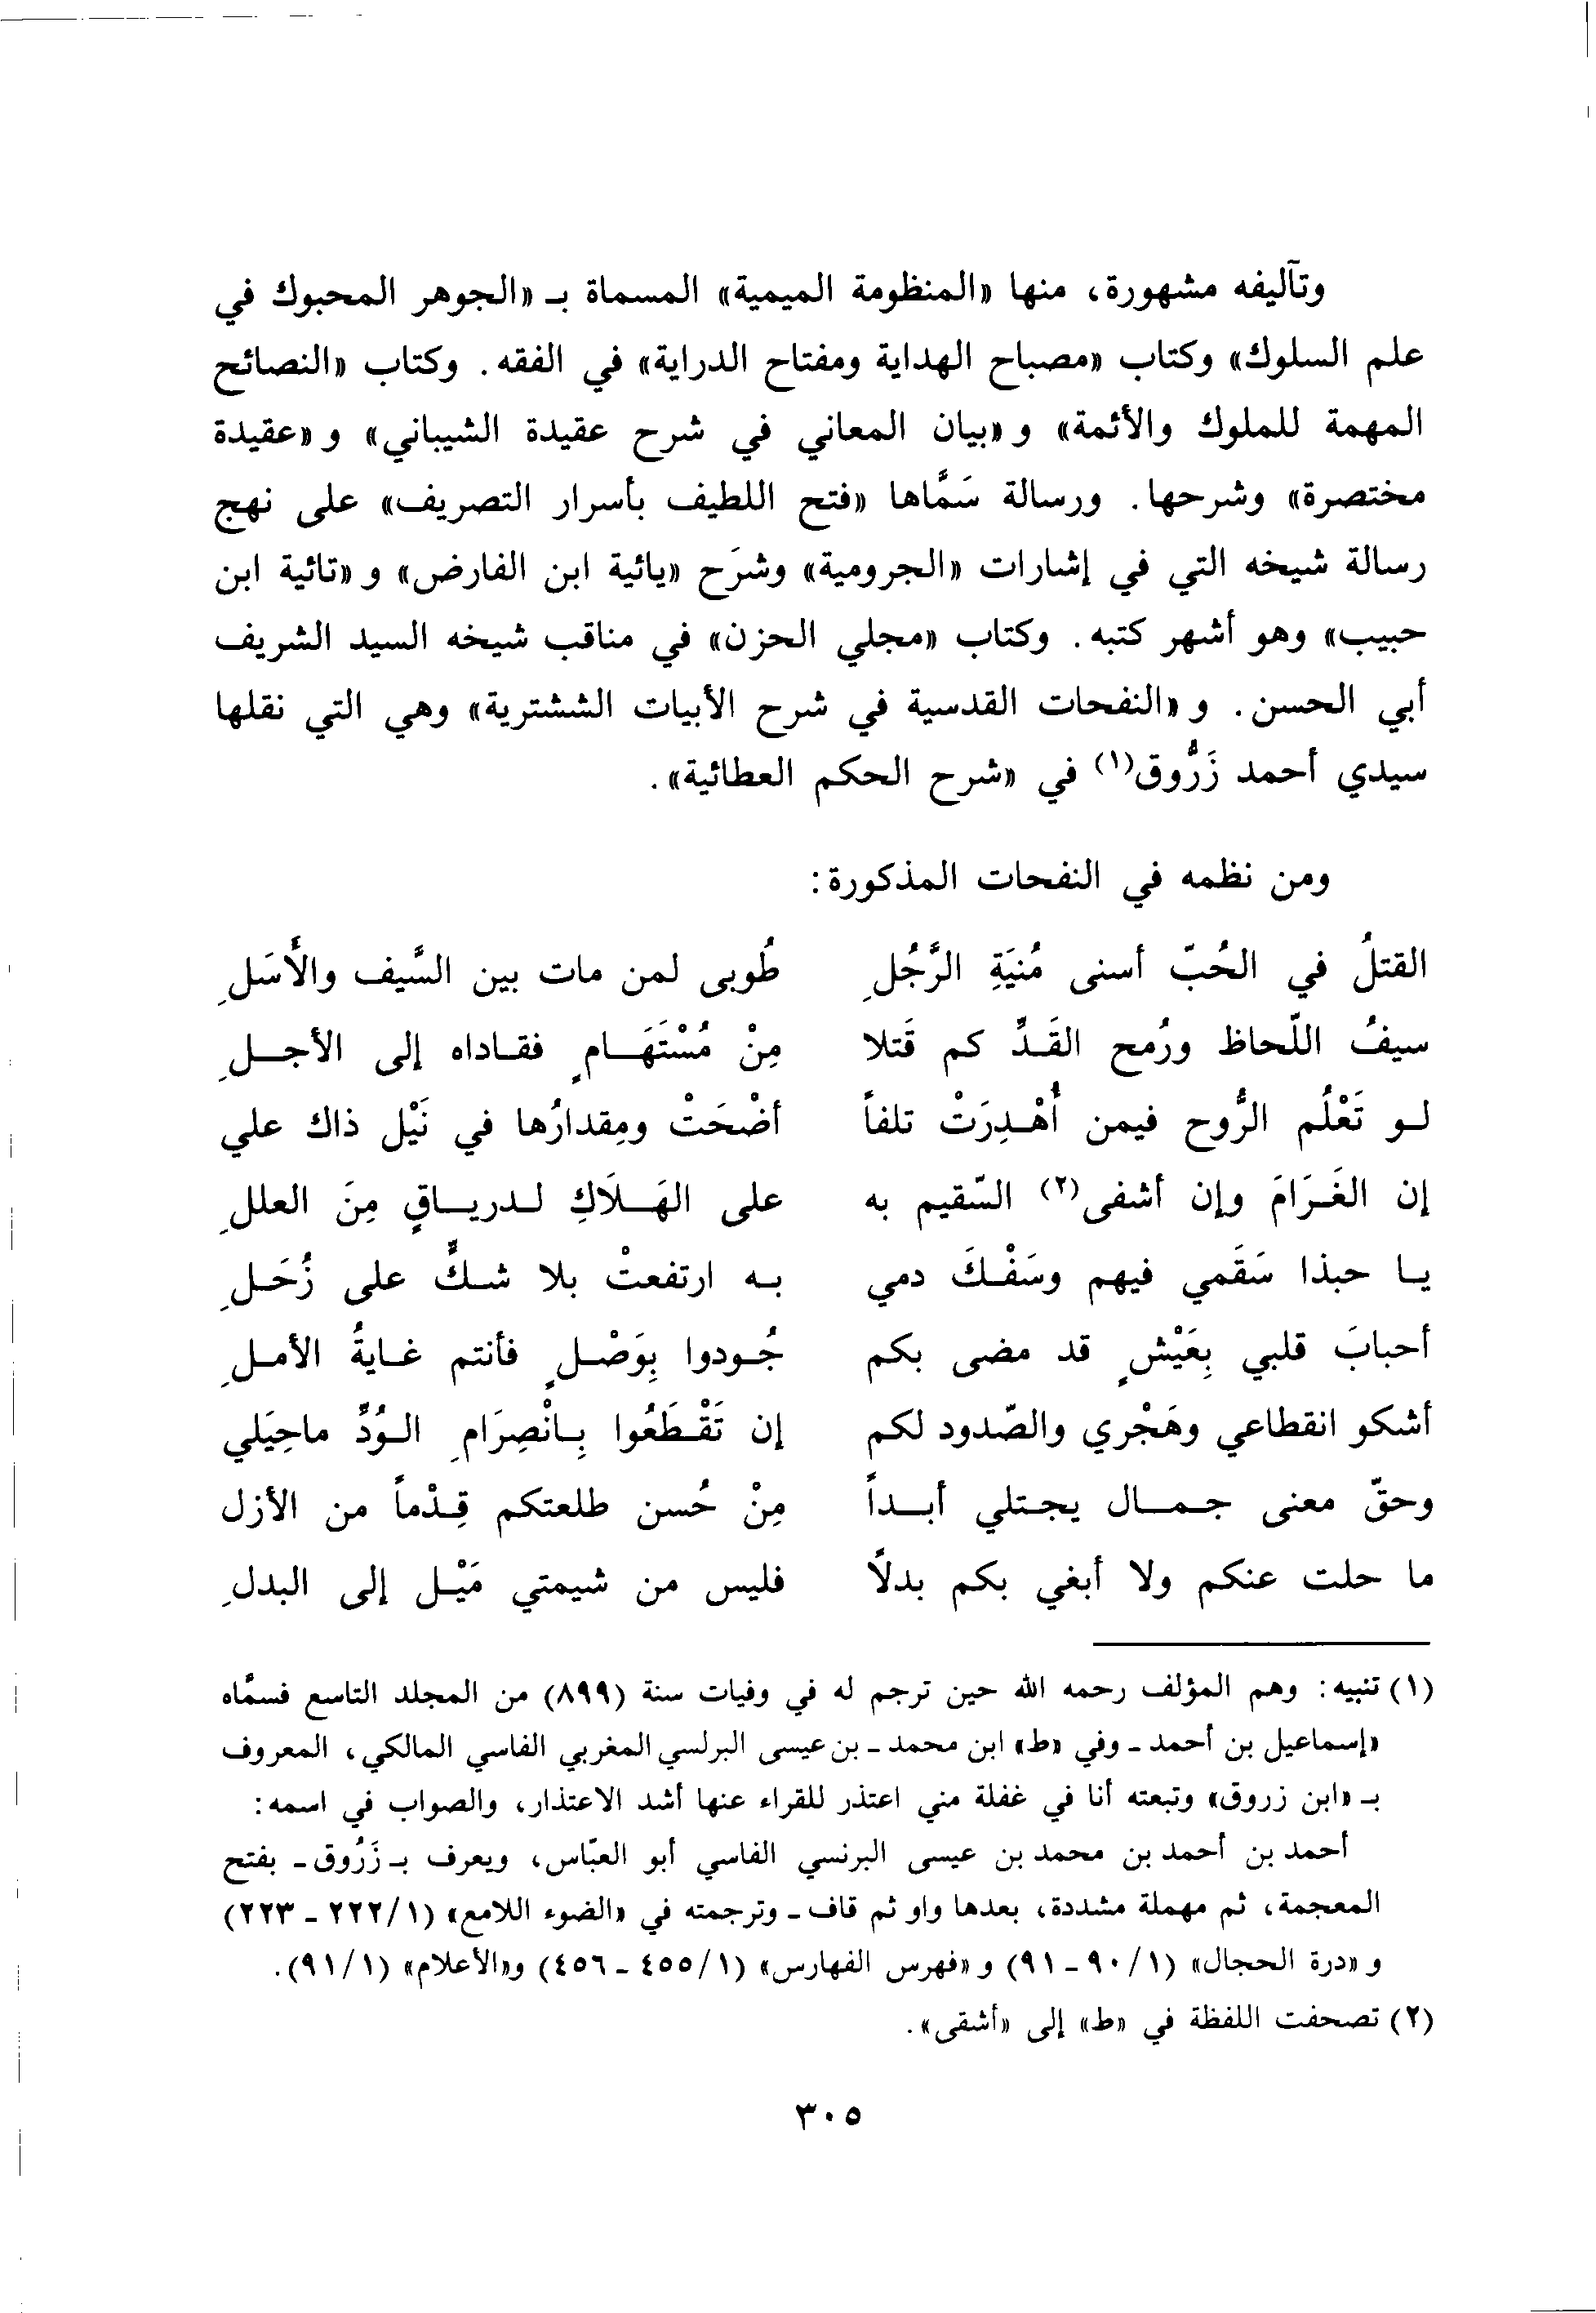 وتآليفه مشهورة، منها «المنظومة الميمية» المسماة بـ «الجوهر المحبوك في
علم السلوك» وكتاب «مصباح الهداية ومفتاح الدراية» في الفقه. وكتاب «النصائح
المهمة للملوك والأئمة» و «بيان المعاني في شرح عقيدة الشيباني» و «عقيدة
مختصرة» وشرحها. ورسالة سَمَّاها «فتح اللطيف بأسرار التصريف» على نهج
رسالة شيخه التي في إشارات «الجرومية» وشرَح «يائية ابن الفارض» و «تائية ابن
حبيب» وهو أشهر كتبه. وكتاب «مجلي الحزن» في مناقب شيخه السيد الشريف
أبي الحسن. و «النفحات القدسية في شرح الأبيات الششترية» وهي التي نقلها
سيدي أحمد زَرُّوق(١) في «شرح الحكم العطائية».
ومن نظمه في النفحات المذكورة:
القتلُ في الحُبّ أسنى مُنيَةِ الرَّجُلِ طُوبى لمن مات بين السَّيف والأَسَلِ
سيفُ اللّحاظ ورُمح القَدِّ كم قَتلا مِنْ مُسْتَهَامٍ فقاداه إلى الأجلِ
لو تَعْلُم الرُّوح فيمن أُهْدِرَتْ تلفاً أضْحَتْ ومِقدارُها في نَيْل ذاك علي
إن الغَرَامَ وإن أشفى(٢) السّقيم به على الهَلَاكِ لدرياقٍ مِنَ العللِ
يا حبذا سَقَمي فيهم وسَفْكَ دمي به ارتفعتْ بلا شكٍّ على زُحَلِ
أحبابَ قلبي بِعَيْشٍ قد مضى بكم جُودوا بِوَصْلٍ فأنتم غايةُ الأملِ
أشكو انقطاعي وهَجْري والصّدود لكم إن تَقْطَعُوا بِانْصِرَامِ الوُدِّ ماحِيَلي
وحقّ معنى جمال يجتلي أبداً مِنْ حُسن طلعتكم قِدْماً من الأزل
ما حلت عنكم ولا أبغي بكم بدلاً فليس من شيمتي مَيْل إلى البدلِ
(١) تنبيه: وهم المؤلف رحمه الله حين ترجم له في وفيات سنة (٨٩٩) من المجلد التاسع فسمَّاه
«إسماعيل بن أحمد ـ وفي «ط» ابن محمد ـ بن عيسى البرلسي المغربي الفاسي المالكي، المعروف
بـ «ابن زروق» وتبعته أنا في غفلة مني اعتذر للقراء عنها أشد الاعتذار، والصواب في اسمه:
أحمد بن أحمد بن محمد بن عيسى البرنسي الفاسي أبو العبّاس، ويعرف بـ زَرُوق ـ بفتح
المعجمة، ثم مهملة مشددة، بعدها واو ثم قاف ـ وترجمته في «الضوء اللامع» (١/ ٢٢٢ ـ ٢٢٣)
و «درة الحجال» (١/ ٩٠ ـ ٩١) و «فهرس الفهارس» (١/ ٤٥٥ ـ ٤٥٦) و«الأعلام» (١/ ٩١).
(٢) تصحفت اللفظة في «ط» إلى «أشقى».
٣٠٥